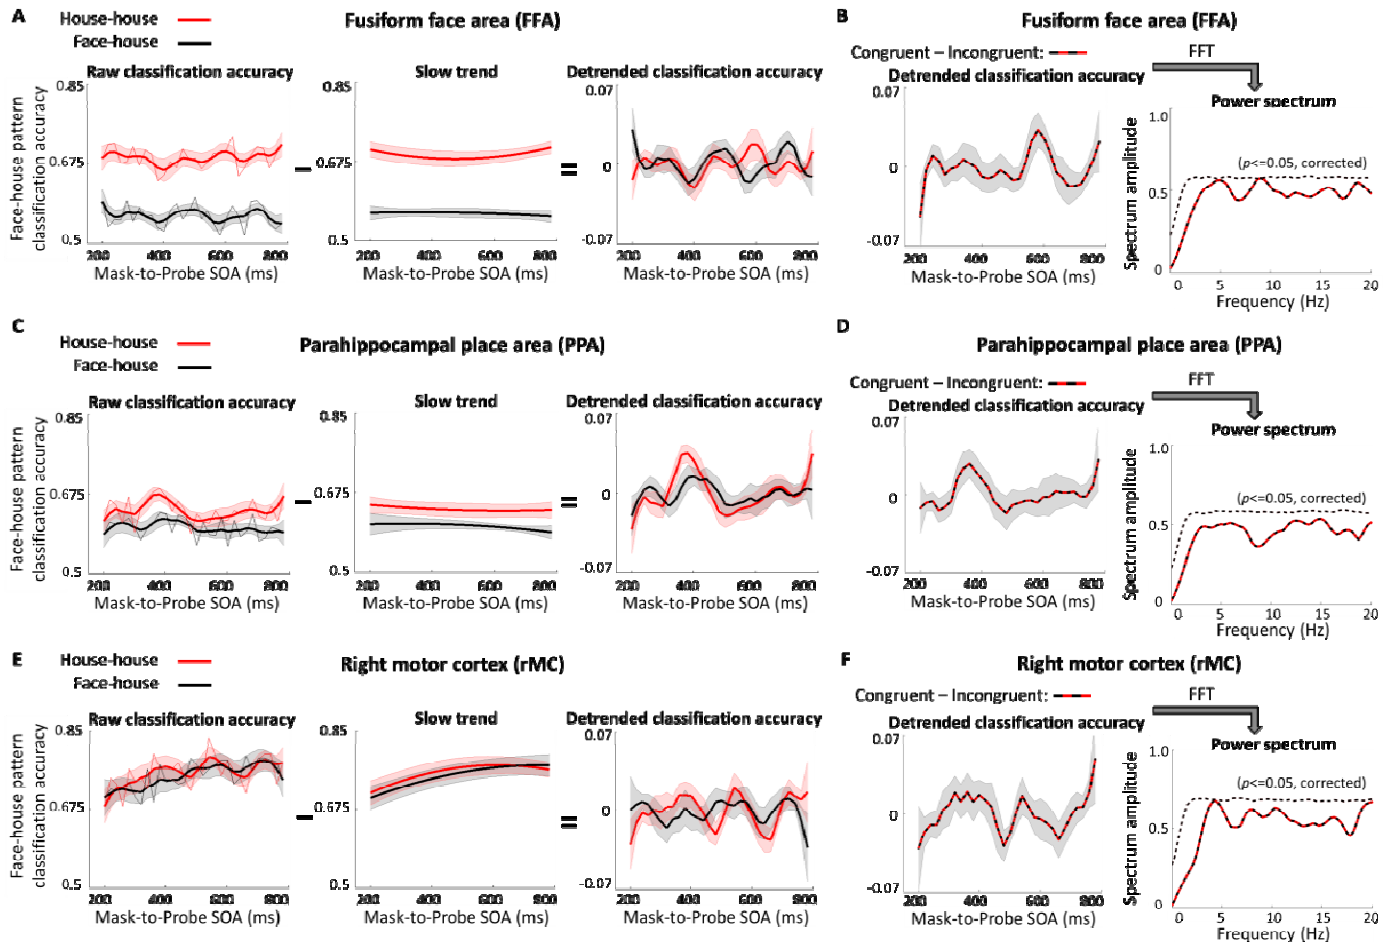 A
House-house
Face-house
Fusiform face area (FFA)
Raw classification accuracy
Slow trend
Detrended classification accuracy
Face-house pattern
classification accuracy
0.85
0.675
0.5
200
400
600
800
Mask-to-Probe SOA (ms)
0.85
0.675
0.5
200
400
600
800
Mask-to-Probe SOA (ms)
0.07
0
-0.07
200
400
600
800
Mask-to-Probe SOA (ms)
B
Fusiform face area (FFA)
Congruent – Incongruent:
FFT
Detrended classification accuracy
Power spectrum
0.07
0
-0.07
200
400
600
800
Mask-to-Probe SOA (ms)
Spectrum amplitude
1.0
0.5
0
(p<=0.05, corrected)
0
5
10
15
20
Frequency (Hz)
C
House-house
Face-house
Parahippocampal place area (PPA)
Raw classification accuracy
Slow trend
Detrended classification accuracy
Face-house pattern
classification accuracy
0.85
0.675
0.5
200
400
600
800
Mask-to-Probe SOA (ms)
0.85
0.675
0.5
200
400
600
800
Mask-to-Probe SOA (ms)
0.07
0
-0.07
200
400
600
800
Mask-to-Probe SOA (ms)
D
Parahippocampal place area (PPA)
Congruent – Incongruent:
FFT
Detrended classification accuracy
Power spectrum
0.07
0
-0.07
200
400
600
800
Mask-to-Probe SOA (ms)
Spectrum amplitude
1.0
0.5
0
(p<=0.05, corrected)
0
5
10
15
20
Frequency (Hz)
E
House-house
Face-house
Right motor cortex (rMC)
Raw classification accuracy
Slow trend
Detrended classification accuracy
Face-house pattern
classification accuracy
0.85
0.675
0.5
200
400
600
800
Mask-to-Probe SOA (ms)
0.85
0.675
0.5
200
400
600
800
Mask-to-Probe SOA (ms)
0.07
0
-0.07
200
400
600
800
Mask-to-Probe SOA (ms)
F
Right motor cortex (rMC)
Congruent – Incongruent:
FFT
Detrended classification accuracy
Power spectrum
0.07
0
-0.07
200
400
600
800
Mask-to-Probe SOA (ms)
Spectrum amplitude
1.0
0.5
0
(p<=0.05, corrected)
0
5
10
15
20
Frequency (Hz)